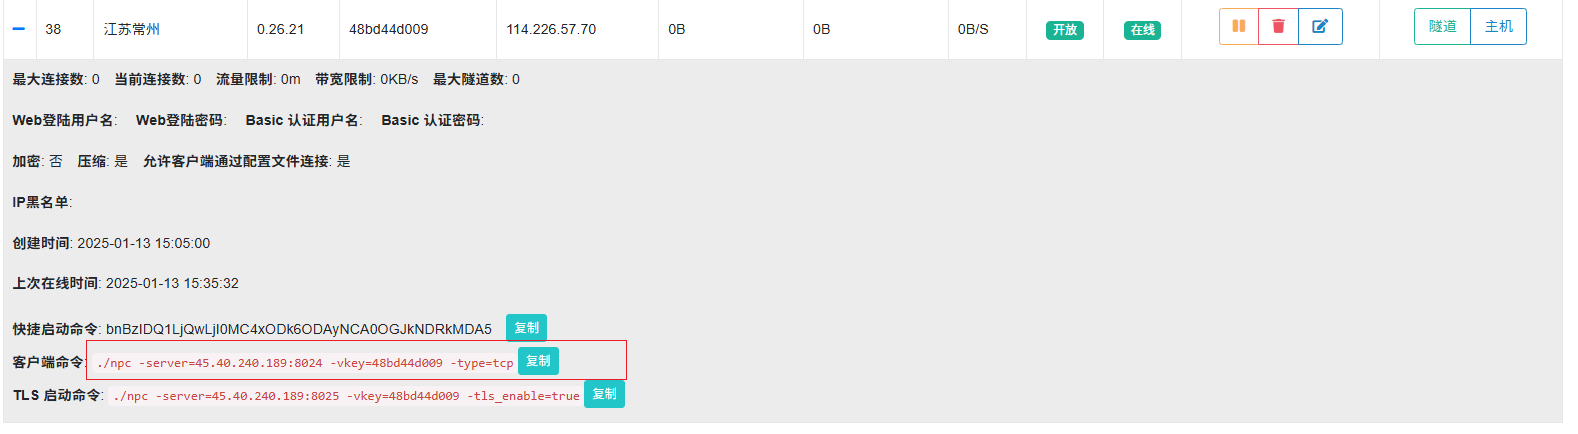 38 江苏常州 0.26.21 48bd44d009 114.226.57.70 0B 0B 0B/S 开放 在线 隧道 主机
最大连接数: 0 当前连接数: 0 流量限制: 0m 带宽限制: 0KB/s 最大隧道数: 0
Web登陆用户名: Web登陆密码: Basic 认证用户名: Basic 认证密码:
加密: 否 压缩: 是 允许客户端通过配置文件连接: 是
IP黑名单:
创建时间: 2025-01-13 15:05:00
上次在线时间: 2025-01-13 15:35:32
快捷启动命令: bnBzIDQ1LjQwLjI0MC4xODk6ODAyNCA0OGJkNDRkMDA5 复制
客户端命令: ./npc -server=45.40.240.189:8024 -vkey=48bd44d009 -type=tcp 复制
TLS 启动命令: ./npc -server=45.40.240.189:8025 -vkey=48bd44d009 -tls_enable=true 复制